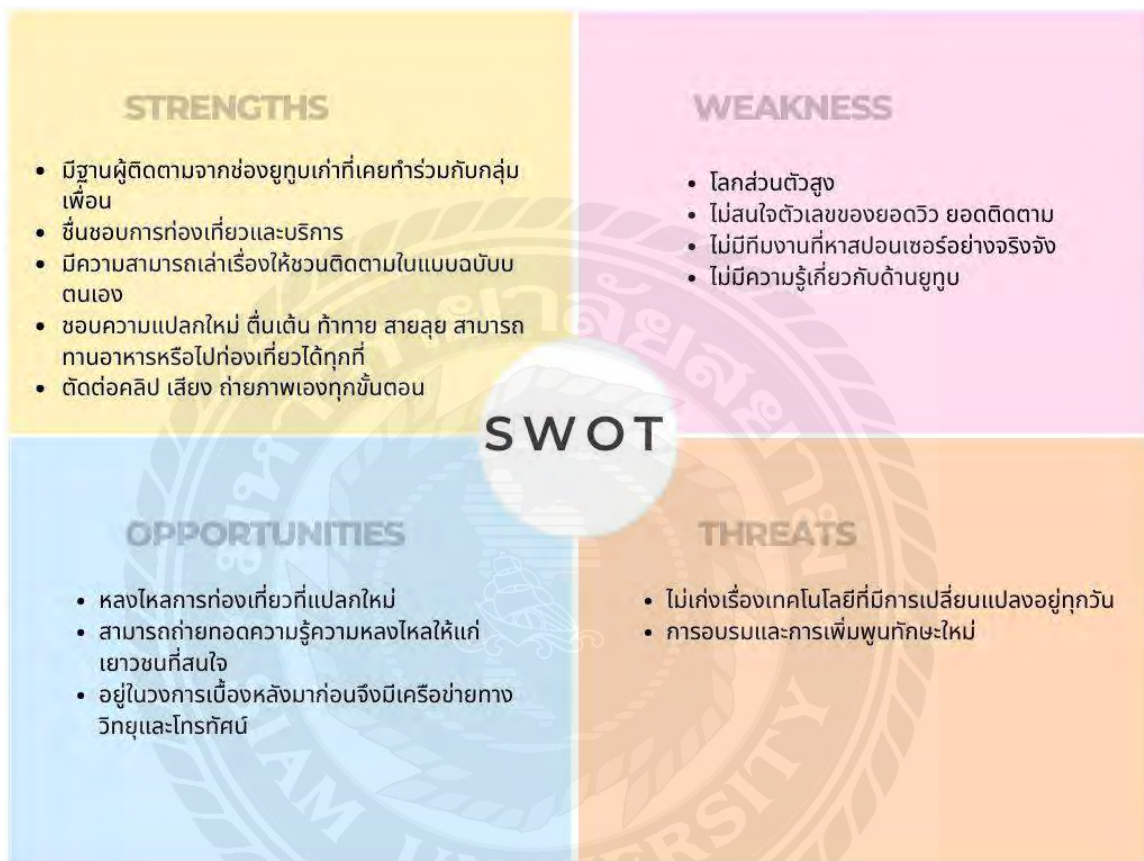 STRENGTHS
• มีฐานผู้ติดตามจากช่องยูทูบเก่าที่เคยทำร่วมกับกลุ่ม
เพื่อน
• ชื่นชอบการท่องเที่ยวและบริการ
• มีความสามารถเล่าเรื่องให้ชวนติดตามในแบบฉบับบ
ตนเอง
• ชอบความแปลกใหม่ ตื่นเต้น ท้าทาย สายลุย สามารถ
ทานอาหารหรือไปท่องเที่ยวได้ทุกที่
• ตัดต่อคลิป เสียง ถ่ายภาพเองทุกขั้นตอน
WEAKNESS
• โลกส่วนตัวสูง
• ไม่สนใจตัวเลขของยอดวิว ยอดติดตาม
• ไม่มีทีมงานที่หาสปอนเซอร์อย่างจริงจัง
• ไม่มีความรู้เกี่ยวกับด้านยูทูบ
SWOT
OPPORTUNITIES
• หลงไหลการท่องเที่ยวที่แปลกใหม่
• สามารถถ่ายทอดความรู้ความหลงไหลให้แก่
เยาวชนที่สนใจ
• อยู่ในวงการเบื้องหลังมาก่อนจึงมีเครือข่ายทาง
วิทยุและโทรทัศน์
THREATS
• ไม่เก่งเรื่องเทคโนโลยีที่มีการเปลี่ยนแปลงอยู่ทุกวัน
• การอบรมและการเพิ่มพูนทักษะใหม่
มหาวิทยาลัยสยาม
SIAM UNIVERSITY